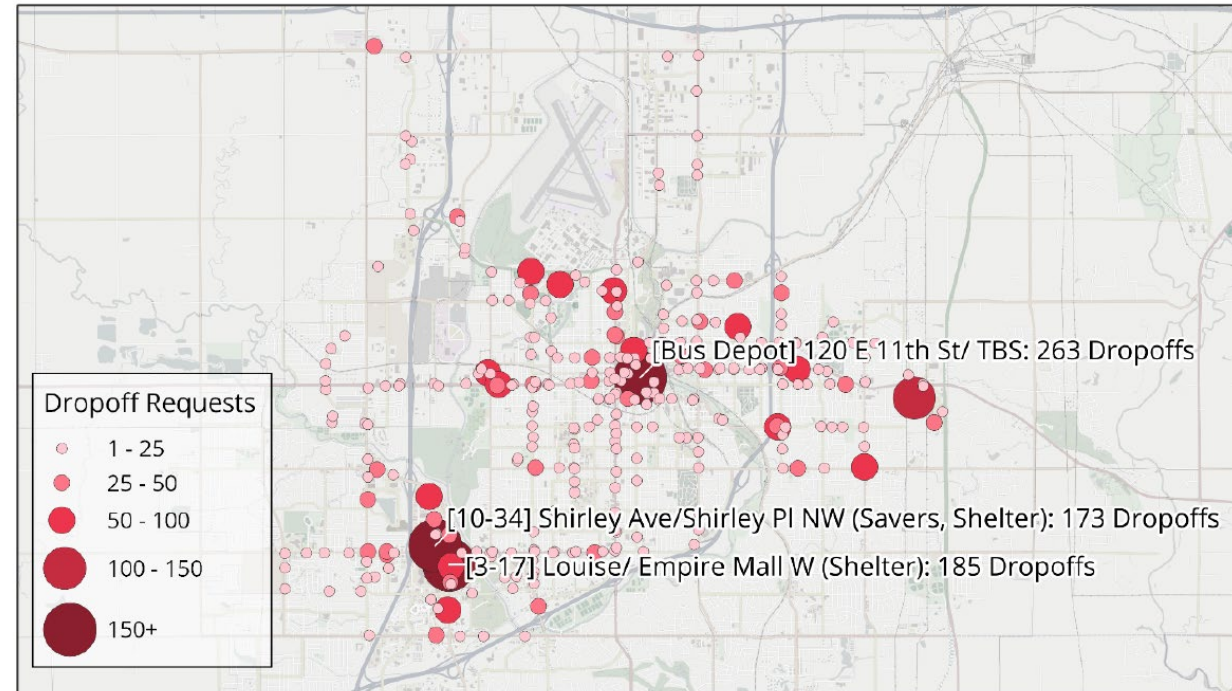 [Bus Depot] 120 E 11th St/ TBS: 263 Dropoffs
[10-34] Shirley Ave/Shirley Pl NW (Savers, Shelter): 173 Dropoffs
[3-17] Louise/ Empire Mall W (Shelter): 185 Dropoffs
Dropoff Requests
1 - 25
25 - 50
50 - 100
100 - 150
150+